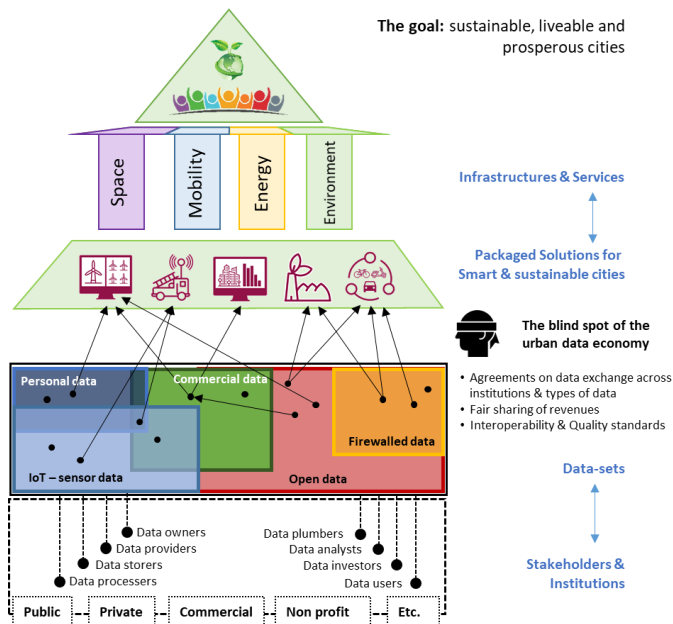 The goal: sustainable, liveable and
prosperous cities
Space
Mobility
Energy
Environment
Infrastructures & Services
Packaged Solutions for
Smart & sustainable cities
The blind spot of the
urban data economy
• Agreements on data exchange across
institutions & types of data
• Fair sharing of revenues
• Interoperability & Quality standards
Personal data
Commercial data
Firewalled data
IoT – sensor data
Open data
Data-sets
Data owners
Data providers
Data storers
Data processers
Data plumbers
Data analysts
Data investors
Data users
Stakeholders &
Institutions
Public
Private
Commercial
Non profit
Etc.